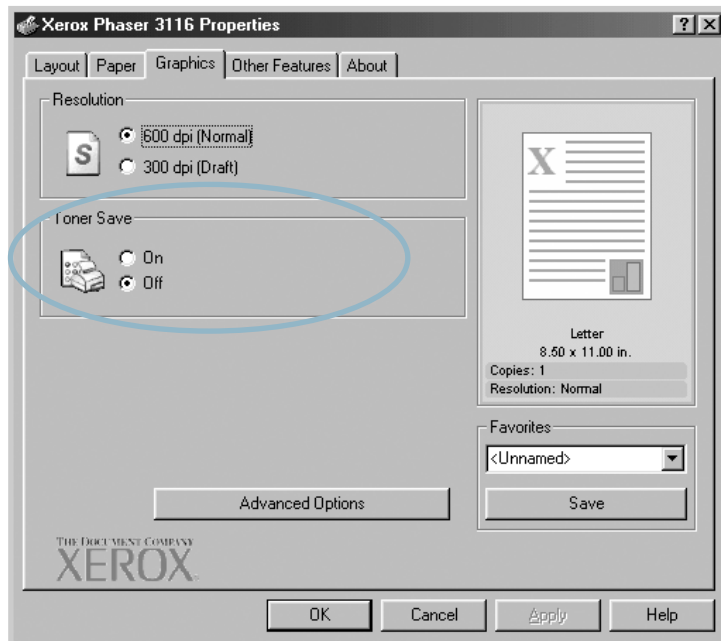 Xerox Phaser 3116 Properties
Layout
Paper
Graphics
Other Features
About
Resolution
S
600 dpi (Normal)
300 dpi (Draft)
Toner Save
On
Off
X
Letter
8.50 x 11.00 in.
Copies: 1
Resolution: Normal
Favorites
<Unnamed>
Save
Advanced Options
THE DOCUMENT COMPANY
XEROX
OK
Cancel
Apply
Help